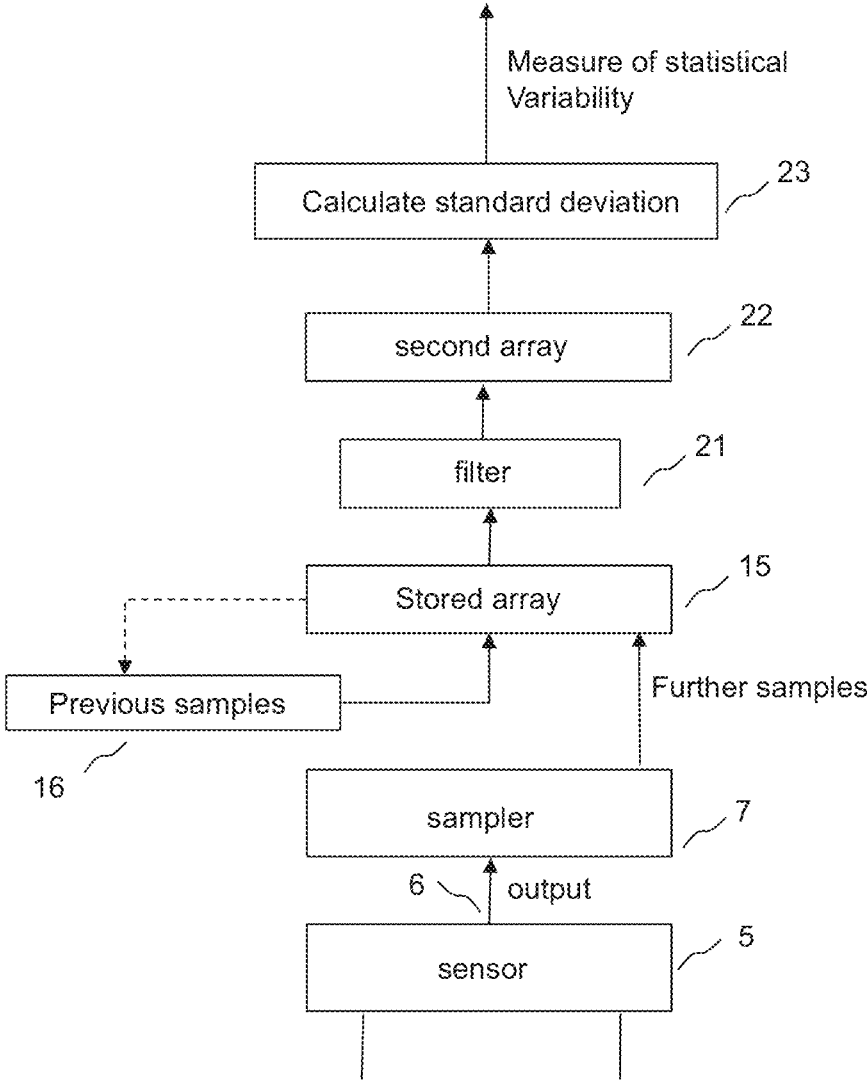 Measure of statistical
Variability
23
Calculate standard deviation
22
second array
21
filter
15
Stored array
Further samples
Previous samples
16
sampler
7
6
output
5
sensor